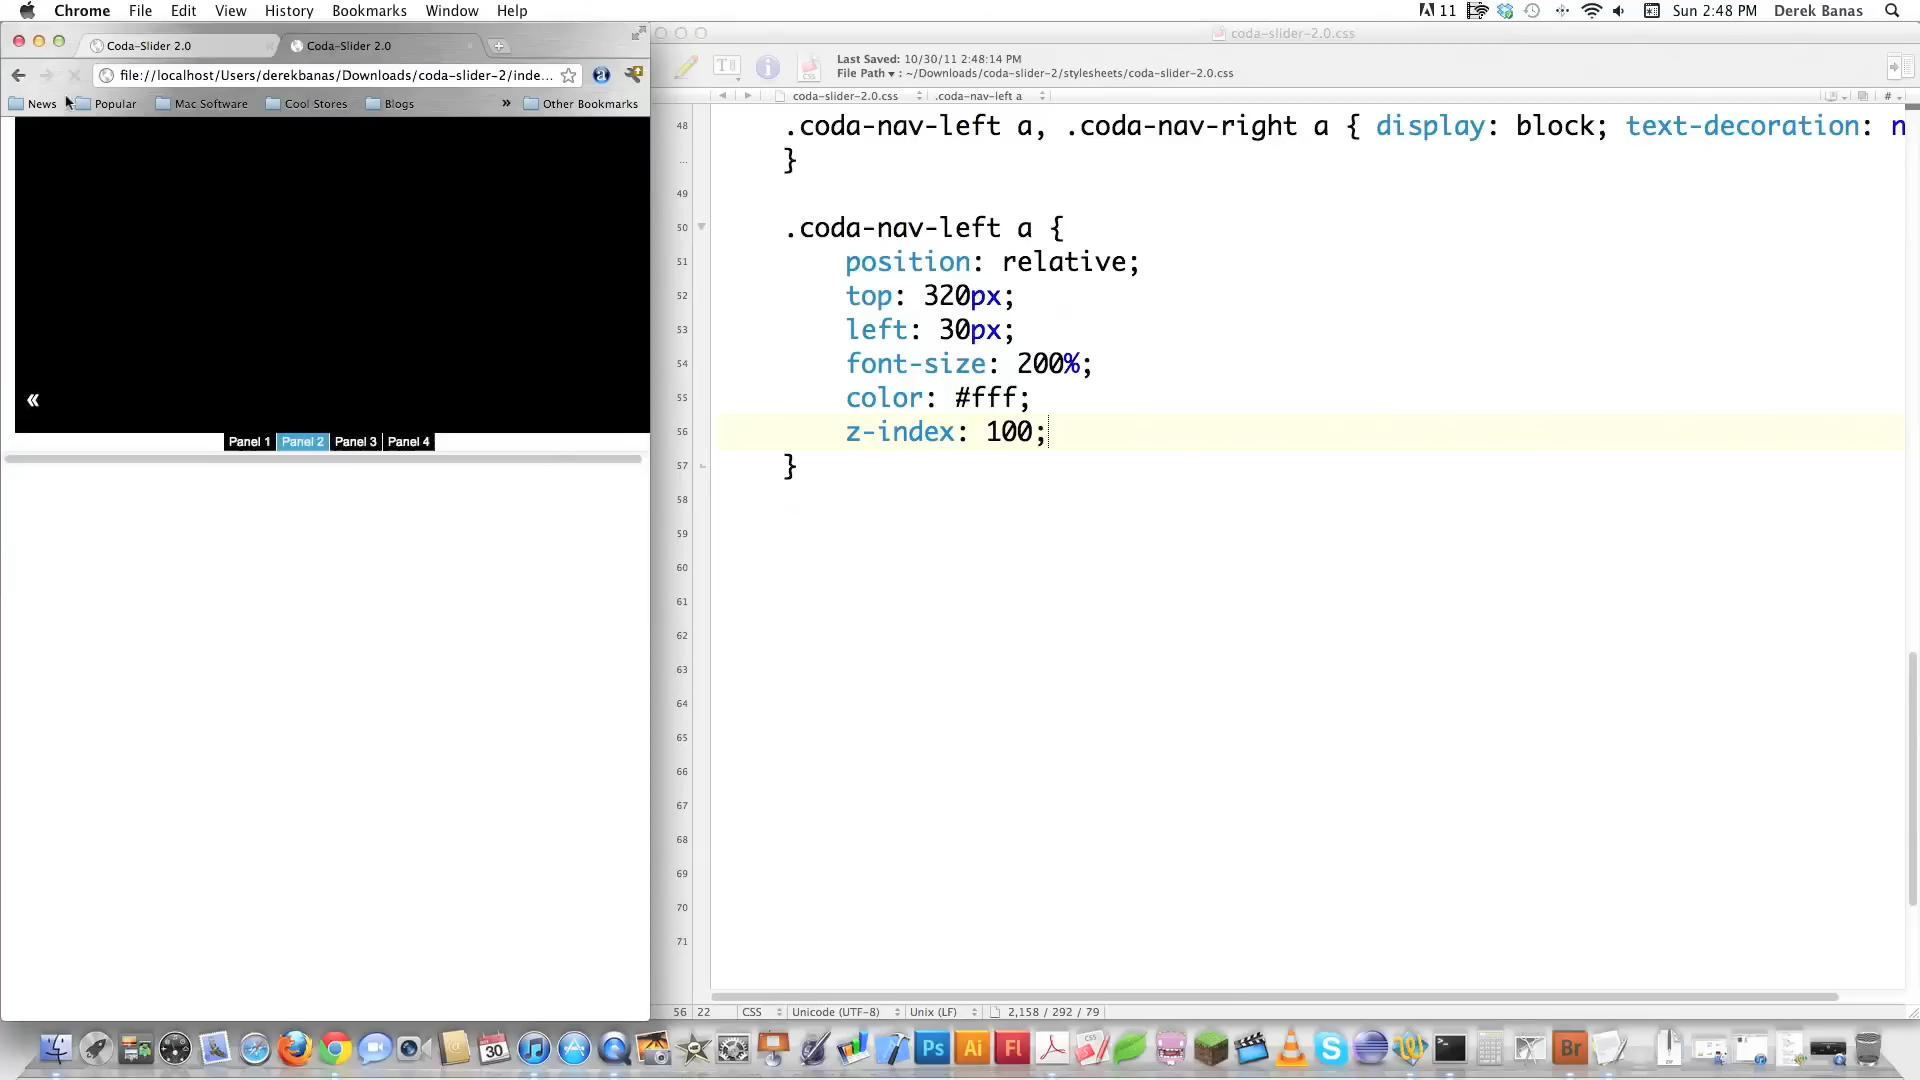 Chrome File Edit View History Bookmarks Window Help 11 Sun 2:48 PM Derek Banas
Coda-Slider 2.0 Coda-Slider 2.0
file://localhost/Users/derekbanas/Downloads/coda-slider-2/inde...
News Popular Mac Software Cool Stores Blogs » Other Bookmarks
«
Panel 1 Panel 2 Panel 3 Panel 4
coda-slider-2.0.css
Last Saved: 10/30/11 2:48:14 PM
File Path ▾ : ~/Downloads/coda-slider-2/stylesheets/coda-slider-2.0.css
coda-slider-2.0.css .coda-nav-left a #
48 .coda-nav-left a, .coda-nav-right a { display: block; text-decoration: n
... }
49
50 .coda-nav-left a {
51 position: relative;
52 top: 320px;
53 left: 30px;
54 font-size: 200%;
55 color: #fff;
56 z-index: 100;
57 }
58
59
60
61
62
63
64
65
66
67
68
69
70
71
56 22 CSS Unicode (UTF-8) Unix (LF) 2,158 / 292 / 79
30 Ps Ai Fl Br